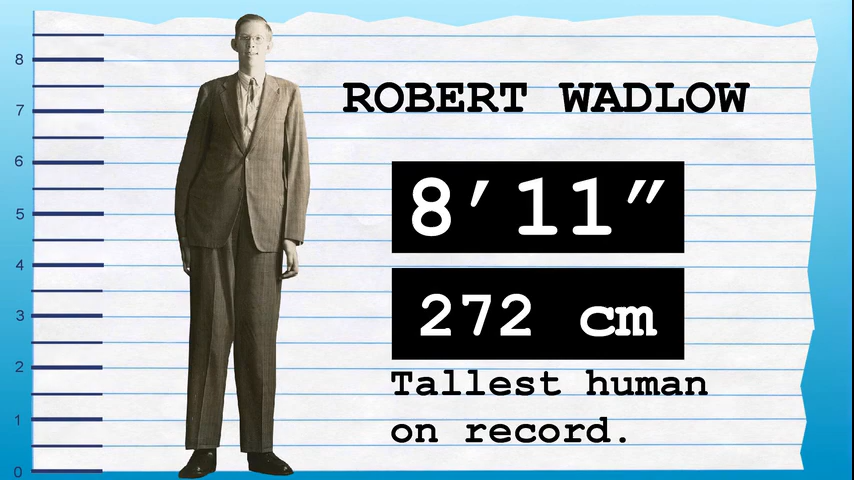 8
7
6
5
4
3
2
1
0
ROBERT WADLOW
8’11”
272 cm
Tallest human
on record.